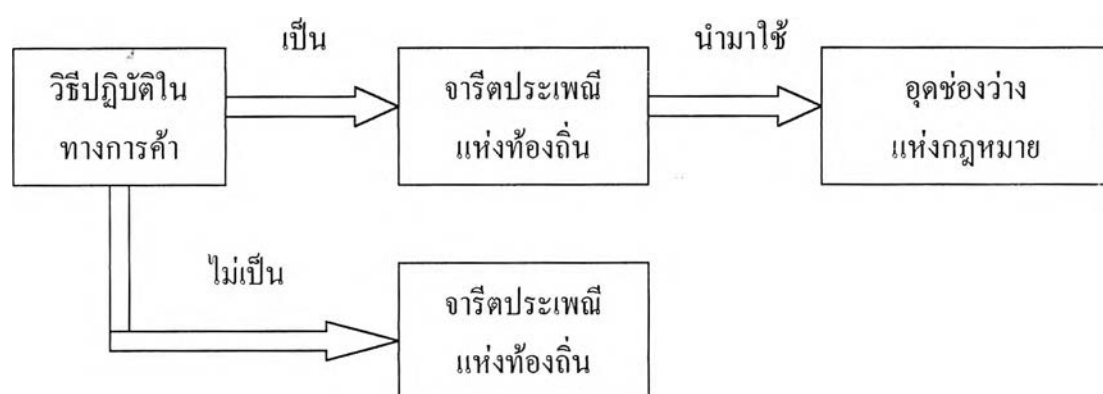 เป็น
นำมาใช้
วิธีปฏิบัติใน
ทางการค้า
จารีตประเพณี
แห่งท้องถิ่น
อุดช่องว่าง
แห่งกฎหมาย
ไม่เป็น
จารีตประเพณี
แห่งท้องถิ่น